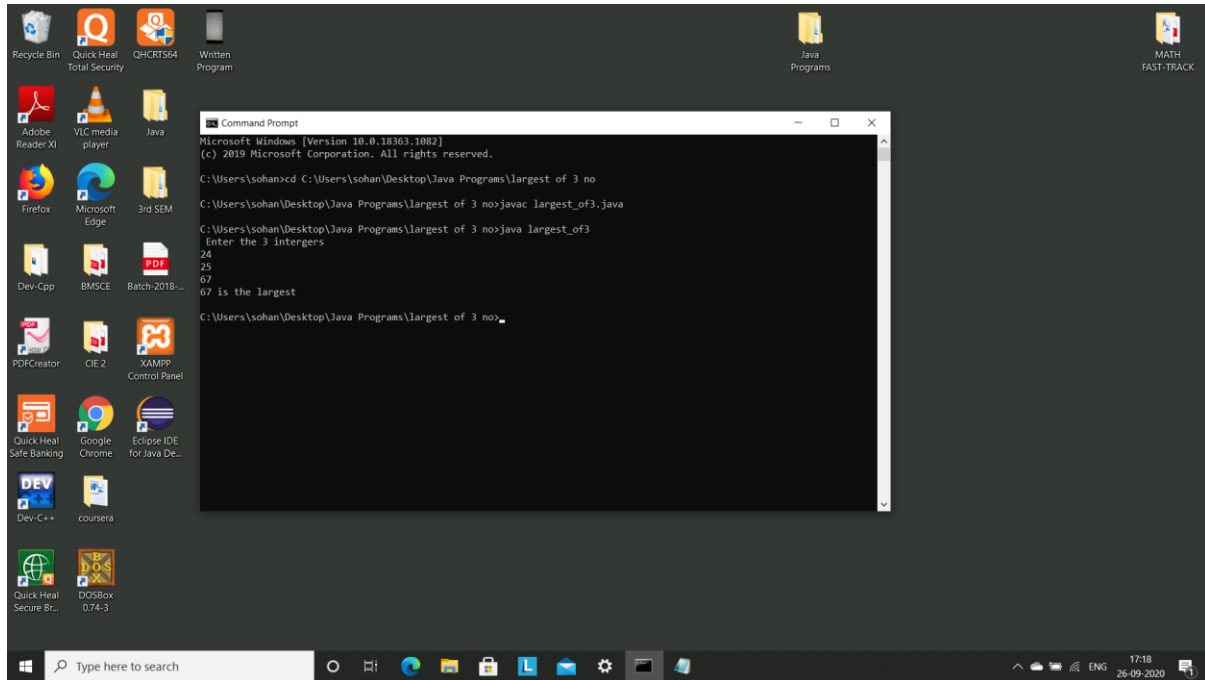 Recycle Bin
Quick Heal
Total Security
QHCRTS64
Written
Program
Java
Programs
MATH
FAST-TRACK
Adobe
Reader XI
VLC media
player
Java
Firefox
Microsoft
Edge
3rd SEM
Dev-Cpp
BMSCE
PDF
Batch-2018-...
PDF
PDFCreator
CIE 2
XAMPP
Control Panel
Quick Heal
Safe Banking
Google
Chrome
Eclipse IDE
for Java De...
DEV
Dev-C++
coursera
Quick Heal
Secure Br...
DOS
BOX
DOSBox
0.74-3
Command Prompt
Microsoft Windows [Version 10.0.18363.1082]
(c) 2019 Microsoft Corporation. All rights reserved.
C:\Users\sohan>cd C:\Users\sohan\Desktop\Java Programs\largest of 3 no
C:\Users\sohan\Desktop\Java Programs\largest of 3 no>javac largest_of3.java
C:\Users\sohan\Desktop\Java Programs\largest of 3 no>java largest_of3
Enter the 3 intergers
24
25
67
67 is the largest
C:\Users\sohan\Desktop\Java Programs\largest of 3 no>
Type here to search
L
ENG
17:18
26-09-2020
1